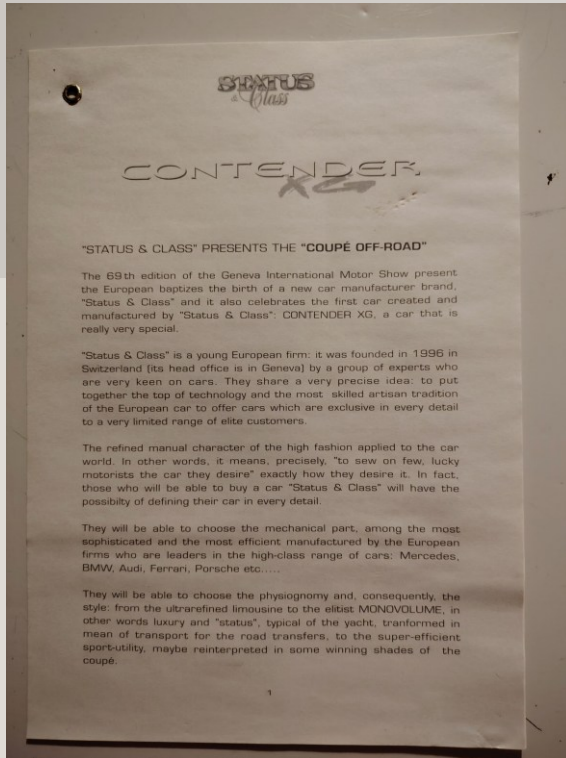 STATUS
& Class
CONTENDER
XG
"STATUS & CLASS" PRESENTS THE "COUPÉ OFF-ROAD"
The 69th edition of the Geneva International Motor Show present
the European baptizes the birth of a new car manufacturer brand,
"Status & Class" and it also celebrates the first car created and
manufactured by "Status & Class": CONTENDER XG, a car that is
really very special.
"Status & Class" is a young European firm: it was founded in 1996 in
Switzerland (its head office is in Geneva) by a group of experts who
are very keen on cars. They share a very precise idea: to put
together the top of technology and the most skilled artisan tradition
of the European car to offer cars which are exclusive in every detail
to a very limited range of elite customers.
The refined manual character of the high fashion applied to the car
world. In other words, it means, precisely, "to sew on few, lucky
motorists the car they desire" exactly how they desire it. In fact,
those who will be able to buy a car "Status & Class" will have the
possibilty of defining their car in every detail.
They will be able to choose the mechanical part, among the most
sophisticated and the most efficient manufactured by the European
firms who are leaders in the high-class range of cars: Mercedes,
BMW, Audi, Ferrari, Porsche etc.....
They will be able to choose the physiognomy and, consequently, the
style: from the ultrarefined limousine to the elitist MONOVOLUME, in
other words luxury and "status", typical of the yacht, tranformed in
mean of transport for the road transfers, to the super-efficient
sport-utility, maybe reinterpreted in some winning shades of the
coupé.
1